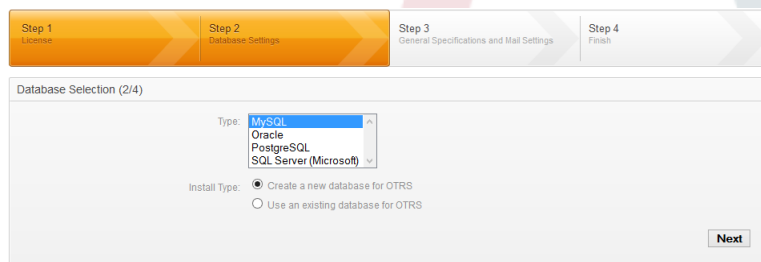 Step 1
License
Step 2
Database Settings
Step 3
General Specifications and Mail Settings
Step 4
Finish
Database Selection (2/4)
Type:
MySQL
Oracle
PostgreSQL
SQL Server (Microsoft)
Install Type:
Create a new database for OTRS
Use an existing database for OTRS
Next